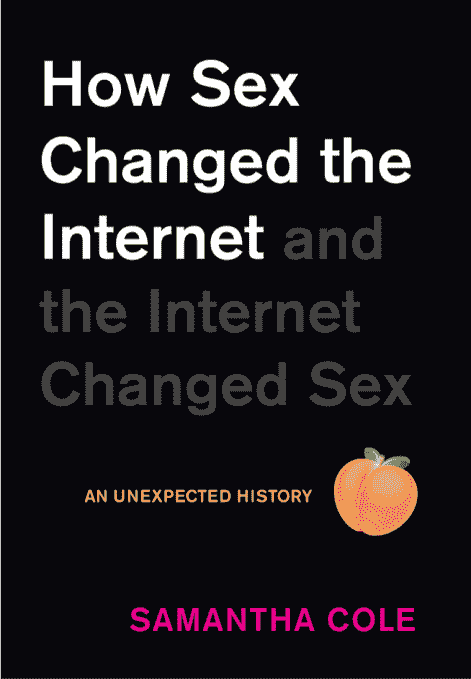 How Sex
Changed the
Internet and
the Internet
Changed Sex
AN UNEXPECTED HISTORY
SAMANTHA COLE